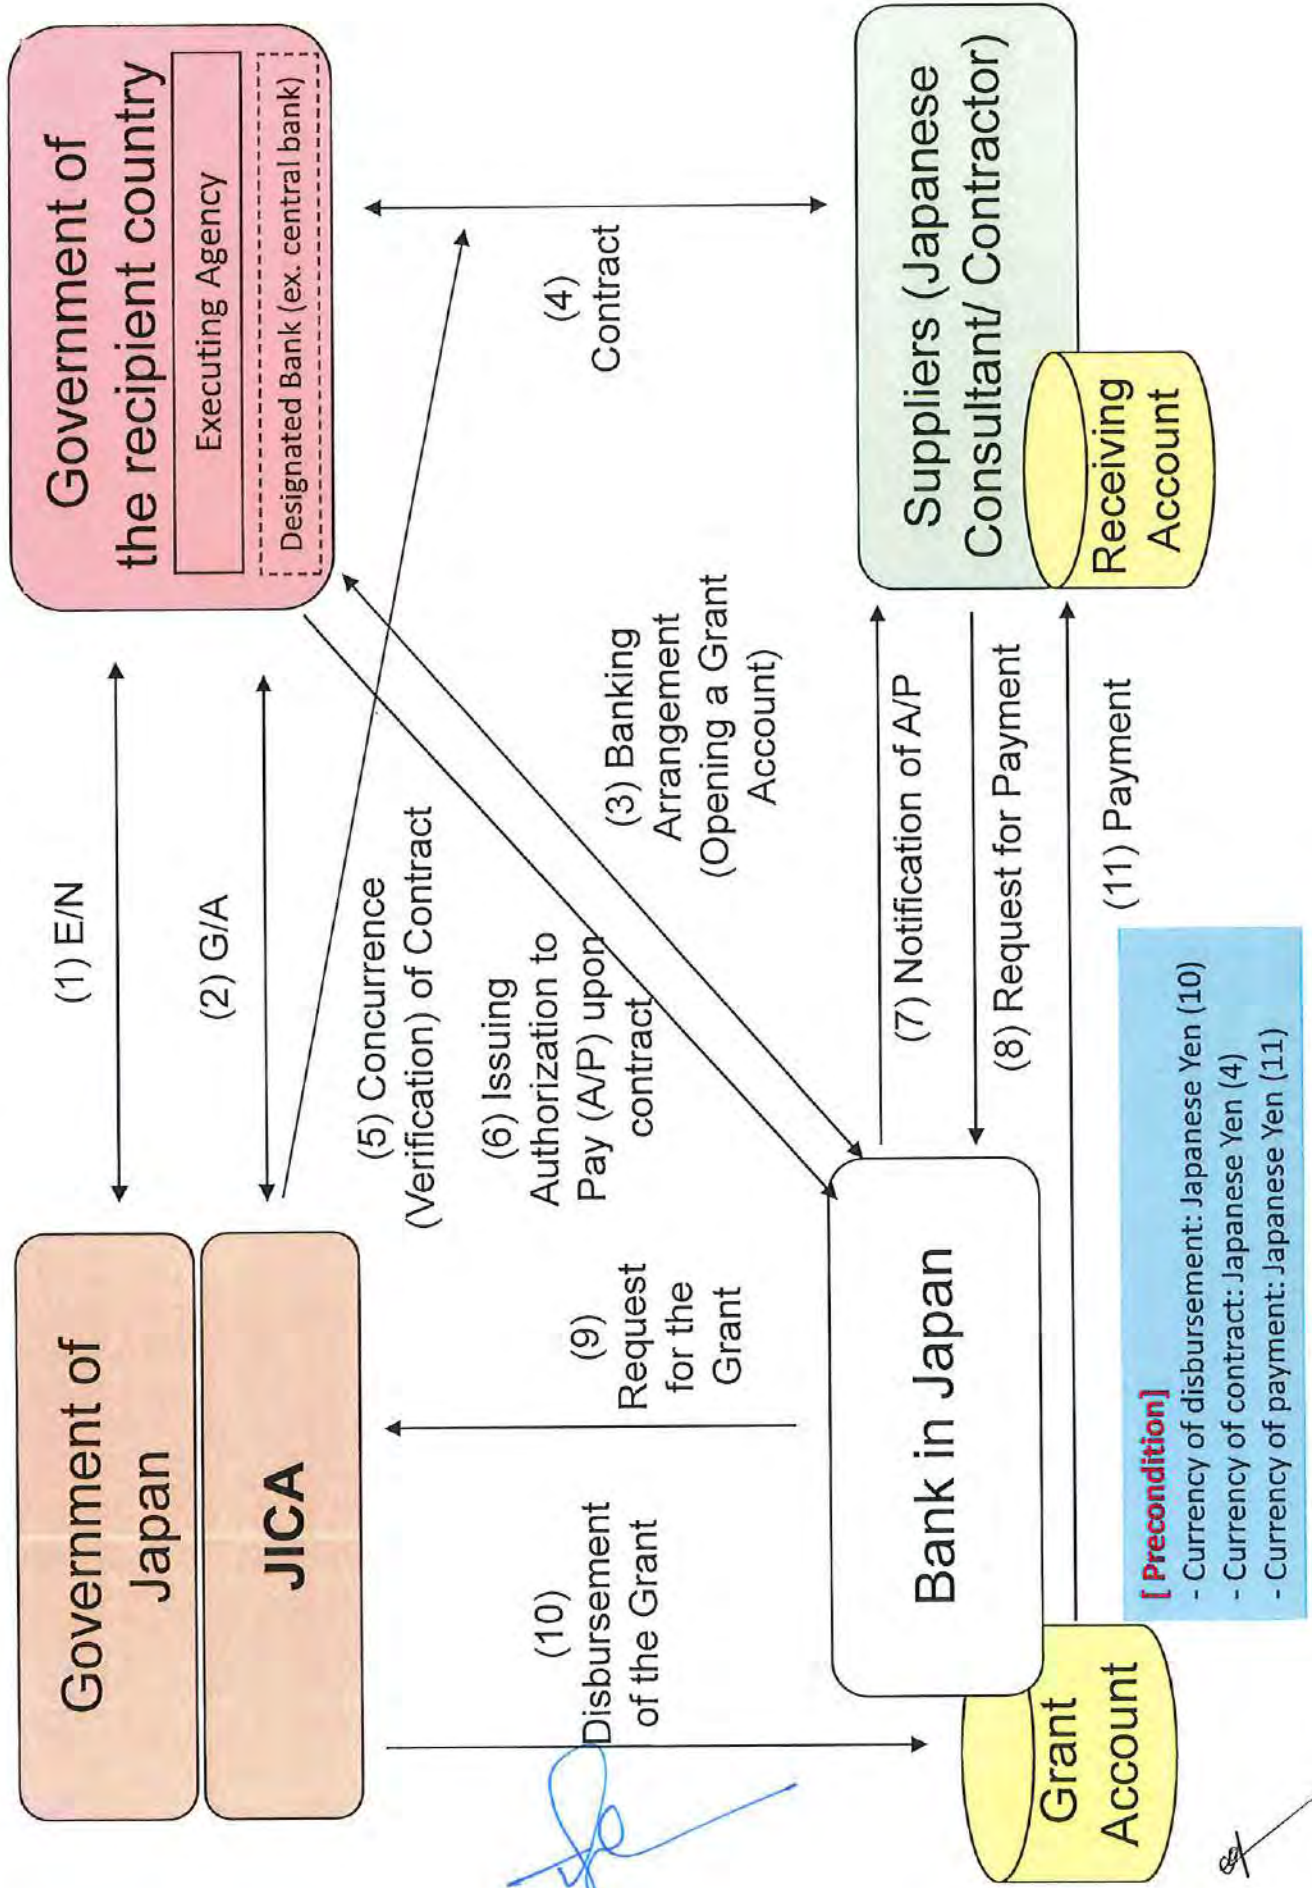 Government of
Japan
JICA
(1) E/N
(2) G/A
Government of
the recipient country
Executing Agency
Designated Bank (ex. central bank)
(5) Concurrence
(Verification) of Contract
(6) Issuing
Authorization to
Pay (A/P) upon
contract
(3) Banking
Arrangement
(Opening a Grant
Account)
(4)
Contract
(10)
Disbursement
of the Grant
(9)
Request
for the
Grant
Bank in Japan
Grant
Account
(7) Notification of A/P
(8) Request for Payment
(11) Payment
Suppliers (Japanese
Consultant/ Contractor)
Receiving
Account
[ Precondition]
- Currency of disbursement: Japanese Yen (10)
- Currency of contract: Japanese Yen (4)
- Currency of payment: Japanese Yen (11)